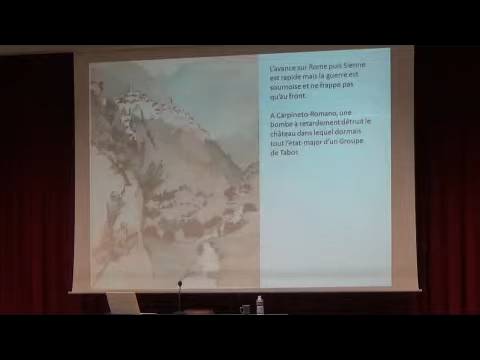 L'avance sur Rome puis Sienne
est rapide mais la guerre est
sournoise et ne frappe pas
qu'au front.
A Carpineto-Romano, une
bombe à retardement détruit le
château dans lequel dormais
tout l'état-major d'un Groupe
de Tabor.